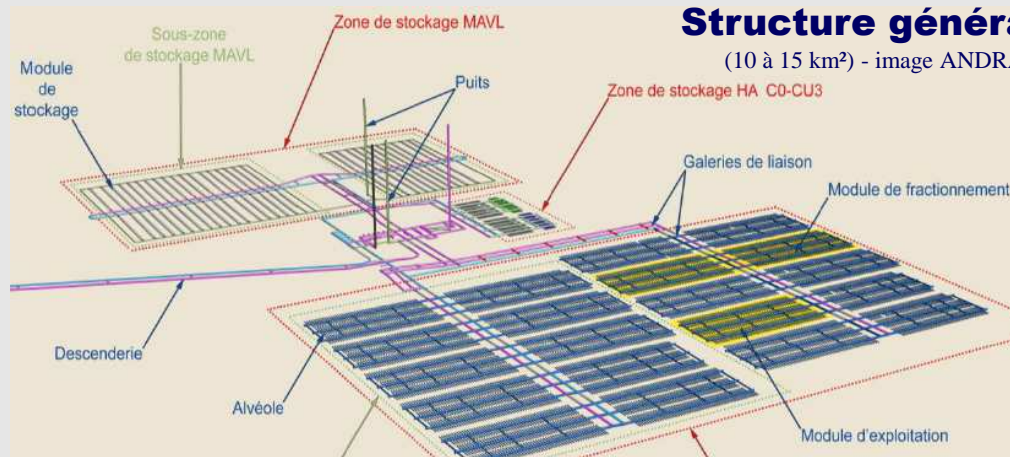 Structure généra
(10 à 15 km²) - image ANDRA
Zone de stockage MAVL
Sous-zone
de stockage MAVL
Module
de
stockage
Puits
Zone de stockage HA C0-CU3
Galeries de liaison
Module de fractionnement
Descenderie
Alvéole
Module d'exploitation